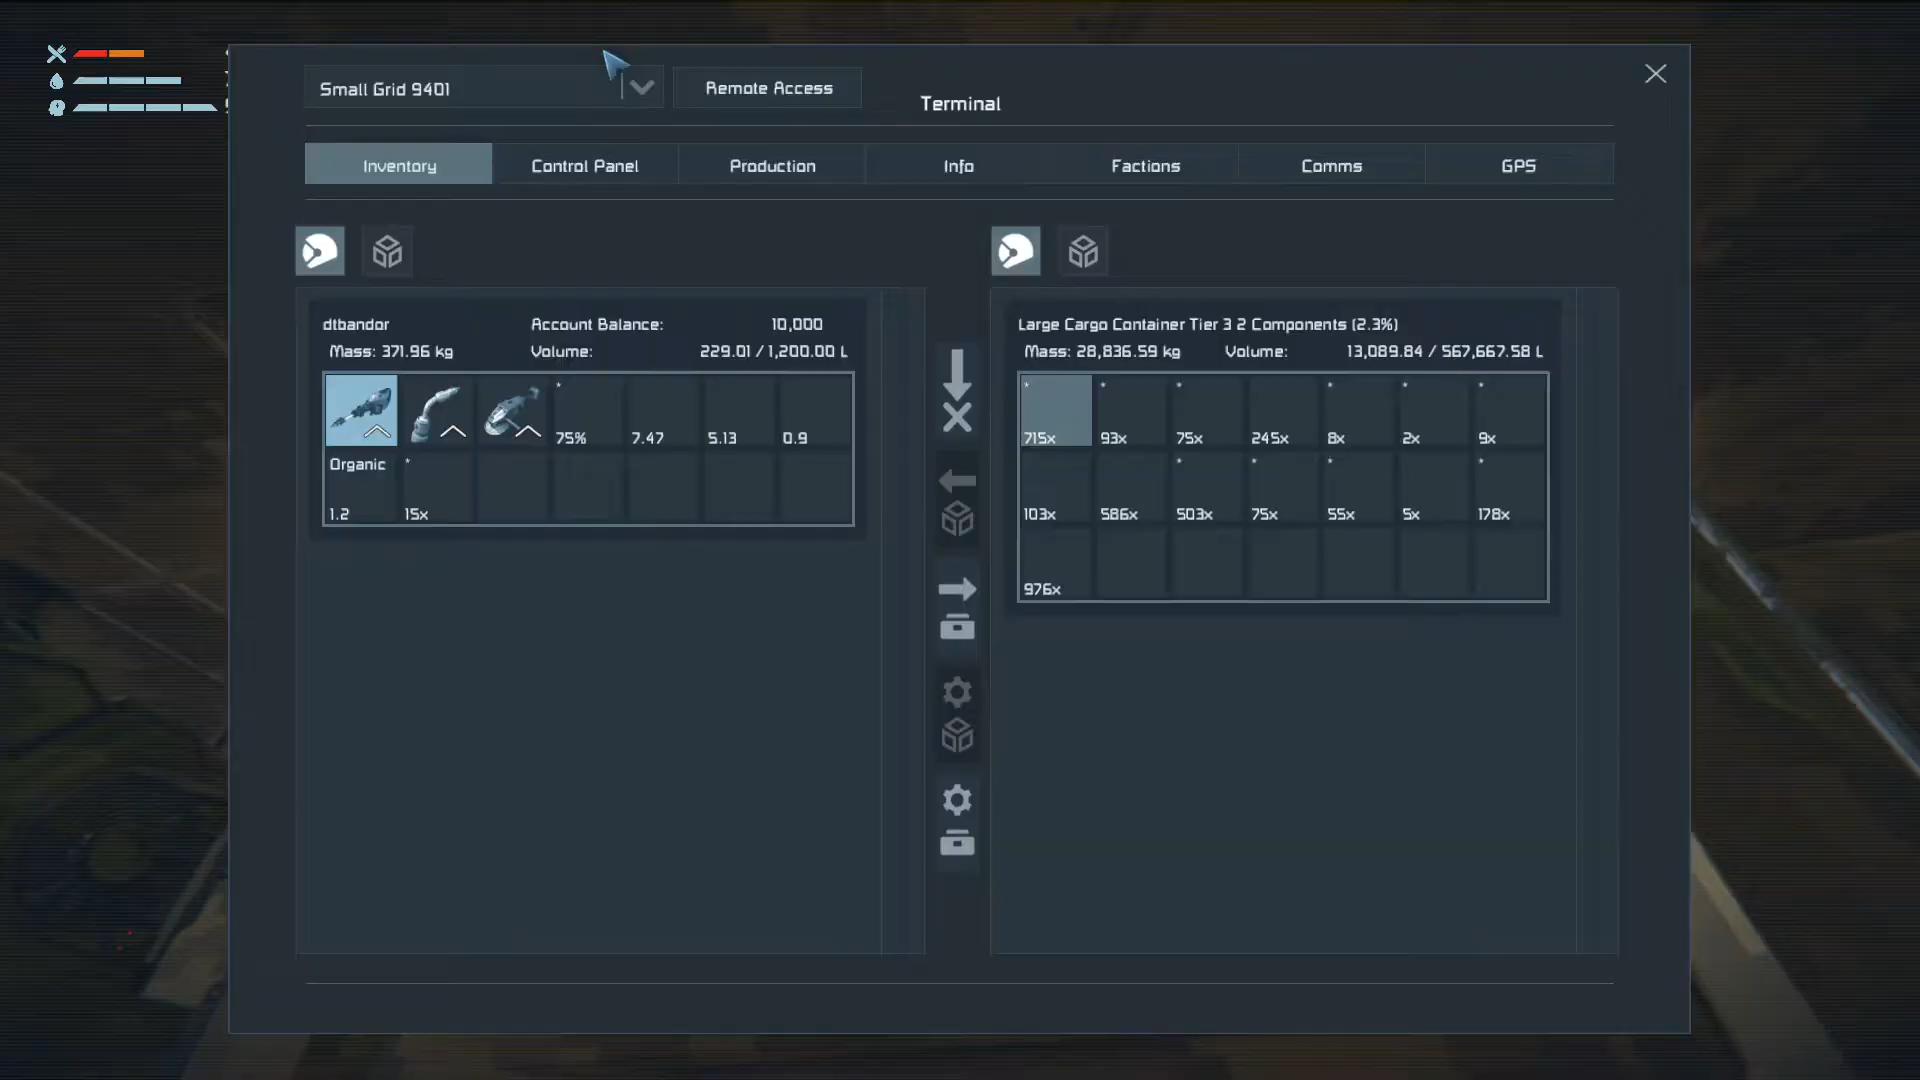 Small Grid 9401
Remote Access
Terminal
Inventory
Control Panel
Production
Info
Factions
Comms
GPS
dtbandor
Account Balance: 10,000
Mass: 371.96 kg
Volume: 229.01 / 1,200.00 L
*
75%
7.47
5.13
0.9
Organic
*
1.2
15x
Large Cargo Container Tier 3 2 Components (2.3%)
Mass: 28,836.59 kg
Volume: 13,089.84 / 567,667.58 L
* * * * * *
715x 93x 75x 245x 8x 2x 9x
* * * *
103x 586x 503x 75x 55x 5x 178x
976x